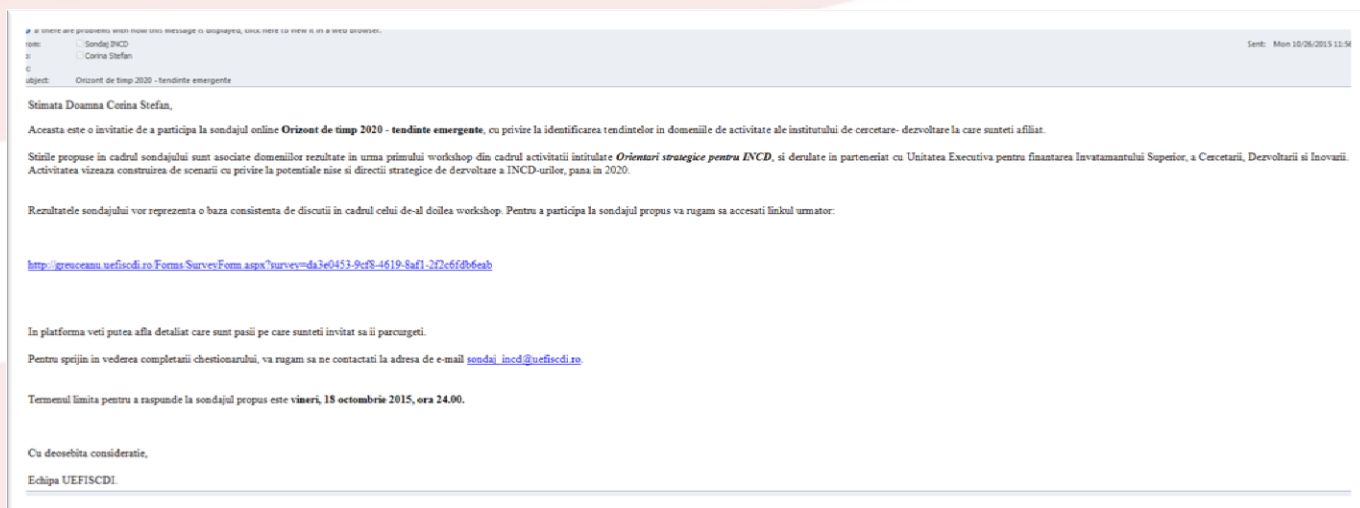 If there are problems with how this message is displayed, click here to view it in a web browser.
rom: Sondaj INCD
Sent: Mon 10/26/2015 11:56
o: Corina Stefan
c:
ubject: Orizont de timp 2020 - tendinte emergente
Stimata Doamna Corina Stefan,
Aceasta este o invitatie de a participa la sondajul online Orizont de timp 2020 - tendinte emergente, cu privire la identificarea tendintelor in domeniile de activitate ale institutului de cercetare- dezvoltare la care sunteti afiliat.
Stirile propuse in cadrul sondajului sunt asociate domeniilor rezultate in urma primului workshop din cadrul activitatii intitulate Orientari strategice pentru INCD, si derulate in parteneriat cu Unitatea Executiva pentru finantarea Invatamantului Superior, a Cercetarii, Dezvoltarii si Inovarii.
Activitatea vizeaza construirea de scenarii cu privire la potentiale nise si directii strategice de dezvoltare a INCD-urilor, pana in 2020.
Rezultatele sondajului vor reprezenta o baza consistenta de discutii in cadrul celui de-al doilea workshop. Pentru a participa la sondajul propus va rugam sa accesati linkul urmator:
http://greuceanu.uefiscdi.ro/Forms/SurveyForm.aspx?survey=da3e0453-9cf8-4619-8af1-2f2c6fdb6eab
In platforma veti putea afla detaliat care sunt pasii pe care sunteti invitat sa ii parcurgeti.
Pentru sprijin in vederea completarii chestionarului, va rugam sa ne contactati la adresa de e-mail sondaj_incd@uefiscdi.ro.
Termenul limita pentru a raspunde la sondajul propus este vineri, 18 octombrie 2015, ora 24.00.
Cu deosebita consideratie,
Echipa UEFISCDI.